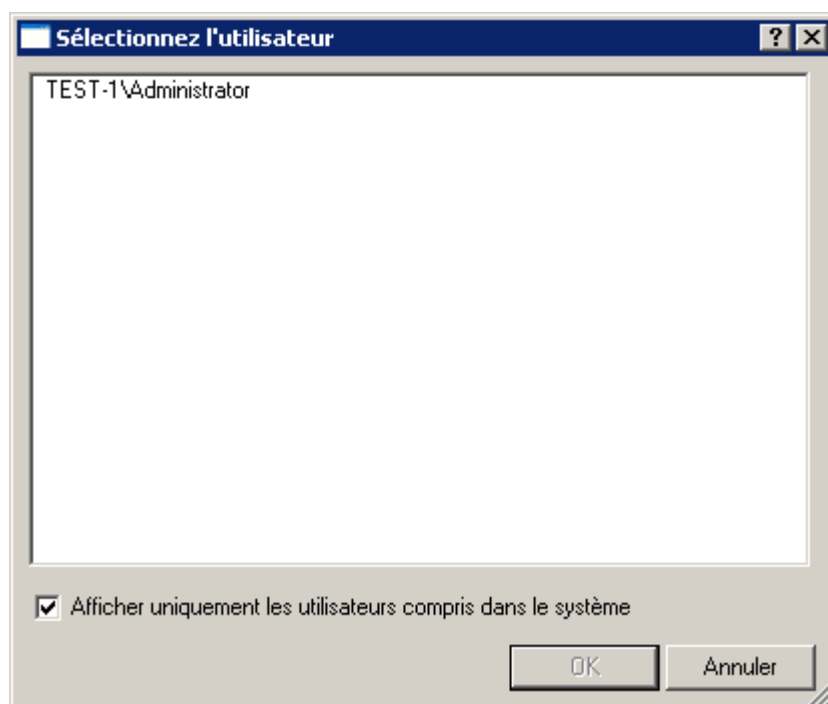 Sélectionnez l'utilisateur
TEST-1\Administrator
Afficher uniquement les utilisateurs compris dans le système
OK
Annuler